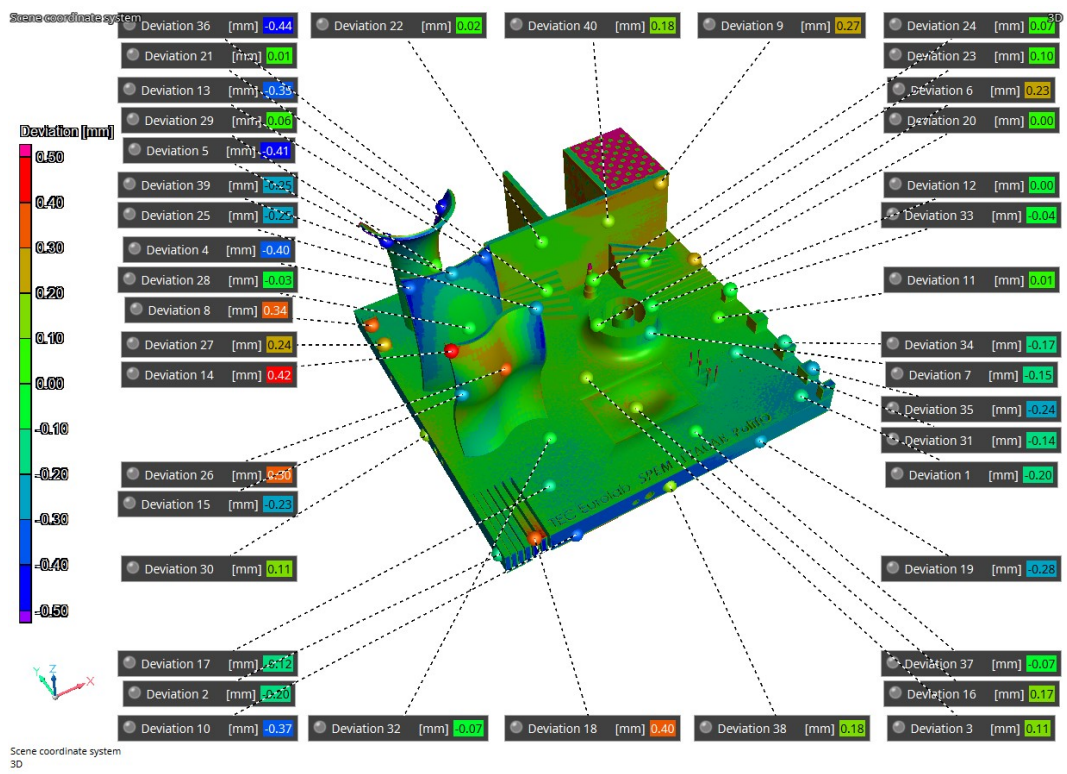 Scene coordinate system
3D
Deviation 36 [mm] -0.44
Deviation 22 [mm] 0.02
Deviation 40 [mm] 0.18
Deviation 9 [mm] 0.27
Deviation 24 [mm] 0.07
Deviation 21 [mm] 0.01
Deviation 23 [mm] 0.10
Deviation 13 [mm] -0.35
Deviation 6 [mm] 0.23
Deviation 29 [mm] 0.06
Deviation 20 [mm] 0.00
Deviation [mm]
Deviation 5 [mm] -0.41
0.50
Deviation 39 [mm] -0.25
Deviation 12 [mm] 0.00
0.40
Deviation 25 [mm]
Deviation 33 [mm] -0.04
0.30
Deviation 4 [mm] -0.40
Deviation 28 [mm] -0.03
Deviation 11 [mm] 0.01
0.20
Deviation 8 [mm] 0.34
0.10
Deviation 27 [mm] 0.24
Deviation 34 [mm] -0.17
Deviation 14 [mm] 0.42
Deviation 7 [mm] -0.15
0.00
Deviation 35 [mm] -0.24
-0.10
Deviation 31 [mm] -0.14
TEC Eurolab SPEM
-0.20
Deviation 26 [mm] 0.30
Deviation 1 [mm] -0.20
Deviation 15 [mm] -0.23
-0.30
-0.40
Deviation 30 [mm] 0.11
Deviation 19 [mm] -0.28
-0.50
Deviation 17 [mm] -0.12
Deviation 37 [mm] -0.07
Y Z X
Deviation 2 [mm] -0.20
Deviation 16 [mm] 0.17
Deviation 10 [mm] -0.37
Deviation 32 [mm] -0.07
Deviation 18 [mm] 0.40
Deviation 38 [mm] 0.18
Deviation 3 [mm] 0.11
Scene coordinate system
3D